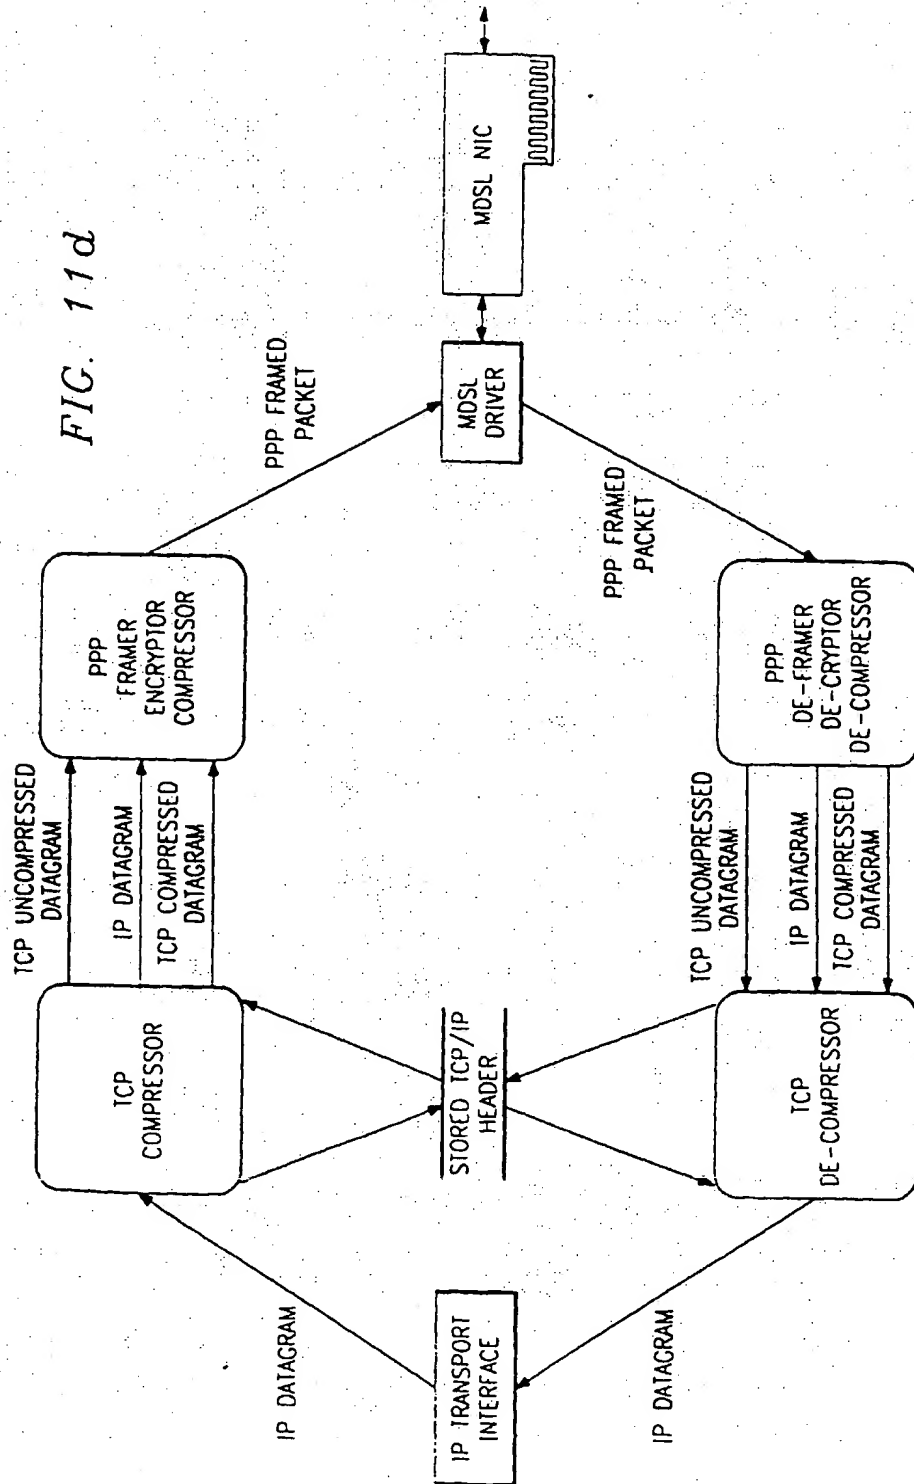 FIG. 11d
IP DATAGRAM
IP TRANSPORT
INTERFACE
IP DATAGRAM
TCP
COMPRESSOR
STORED TCP/IP
HEADER
TCP
DE-COMPRESSOR
TCP UNCOMPRESSED
DATAGRAM
IP DATAGRAM
TCP COMPRESSED
DATAGRAM
TCP UNCOMPRESSED
DATAGRAM
IP DATAGRAM
TCP COMPRESSED
DATAGRAM
PPP
FRAMER
ENCRYPTOR
COMPRESSOR
PPP
DE-FRAMER
DE-CRYPTOR
DE-COMPRESSOR
PPP FRAMED
PACKET
PPP FRAMED
PACKET
MDSL
DRIVER
MDSL NIC